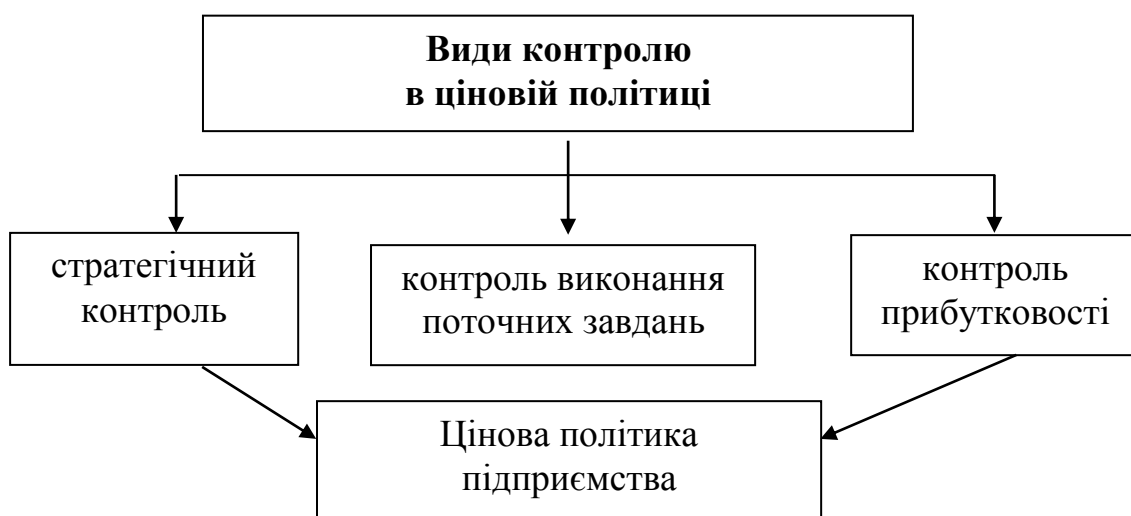 Види контролю
в ціновій політиці
стратегічний
контроль
контроль виконання
поточних завдань
контроль
прибутковості
Цінова політика
підприємства